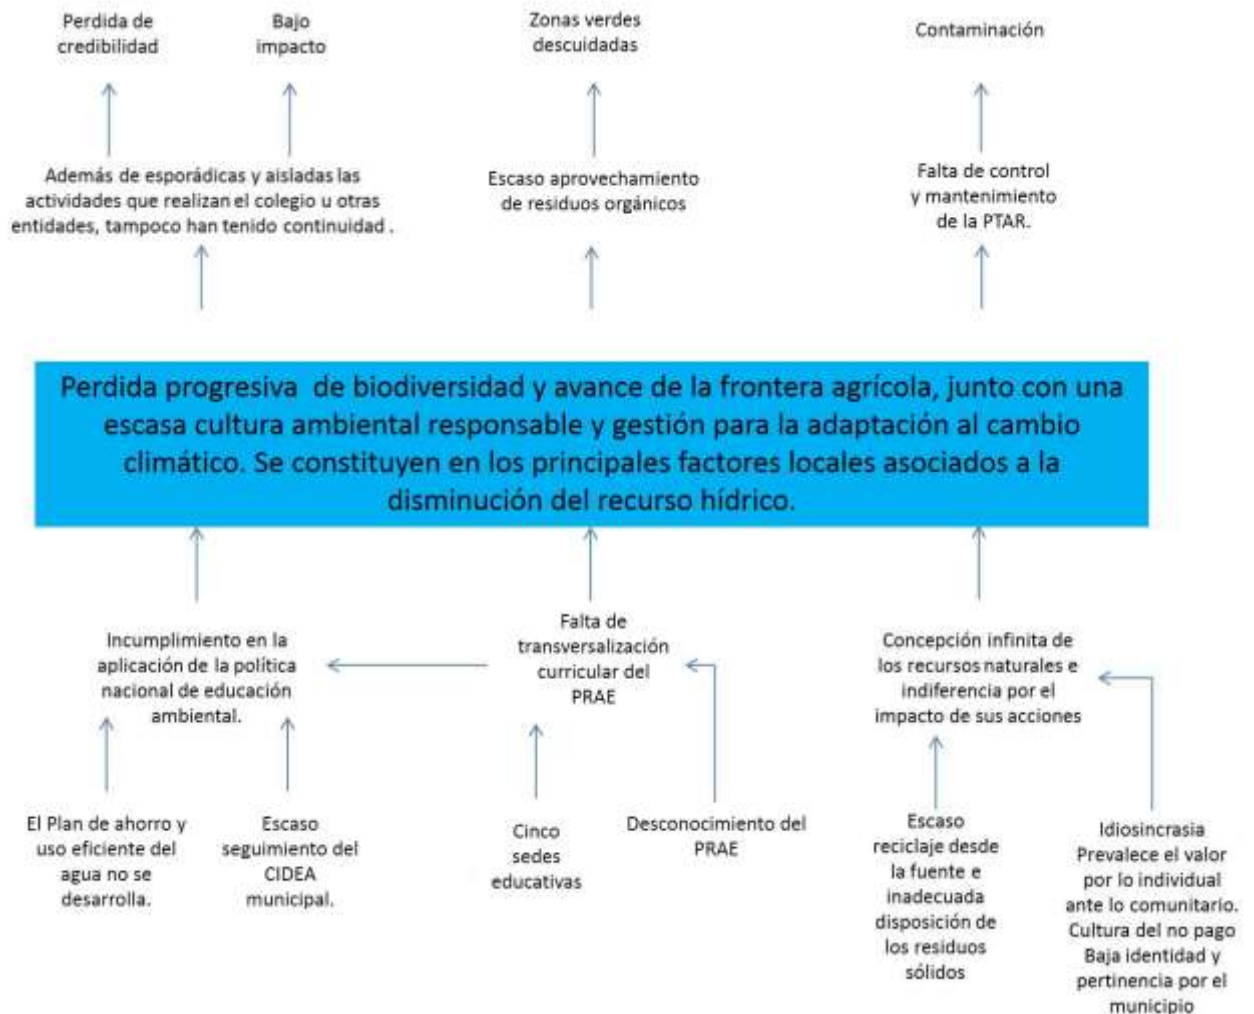 Perdida de
credibilidad
Bajo
impacto
Zonas verdes
descuidadas
Contaminación
Además de esporádicas y aisladas las
actividades que realizan el colegio u otras
entidades, tampoco han tenido continuidad .
Escaso aprovechamiento
de residuos orgánicos
Falta de control
y mantenimiento
de la PTAR.
Perdida progresiva  de biodiversidad y avance de la frontera agrícola, junto con una
escasa cultura ambiental responsable y gestión para la adaptación al cambio
climático. Se constituyen en los principales factores locales asociados a la
disminución del recurso hídrico.
Incumplimiento en la
aplicación de la política
nacional de educación
ambiental.
Falta de
transversalización
curricular del
PRAE
Concepción infinita de
los recursos naturales e
indiferencia por el
impacto de sus acciones
El Plan de ahorro y
uso eficiente del
agua no se
desarrolla.
Escaso
seguimiento del
CIDEA
municipal.
Cinco
sedes
educativas
Desconocimiento del
PRAE
Escaso
reciclaje desde
la fuente e
inadecuada
disposición de
los residuos
sólidos
Idiosincrasia
Prevalece el valor
por lo individual
ante lo comunitario.
Cultura del no pago
Baja identidad y
pertinencia por el
municipio